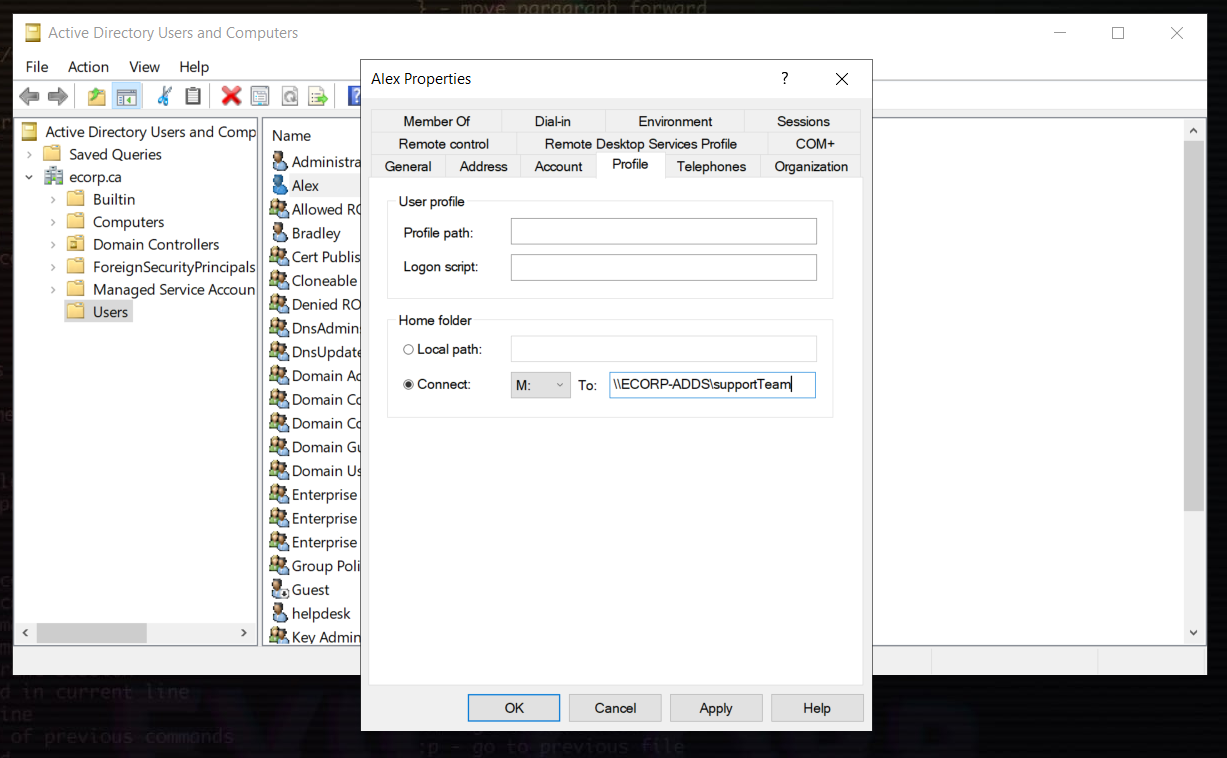 } - move paragraph forward
Active Directory Users and Computers
File Action View Help
Active Directory Users and Comp
Saved Queries
ecorp.ca
Builtin
Computers
Domain Controllers
ForeignSecurityPrincipals
Managed Service Accoun
Users
Name
Administra
Alex
Allowed RO
Bradley
Cert Publis
Cloneable
Denied RO
DnsAdmin
DnsUpdate
Domain Ac
Domain Co
Domain Co
Domain Gu
Domain Us
Enterprise
Enterprise
Enterprise
Group Poli
Guest
helpdesk
Key Admin
Alex Properties
?
Member Of Dial-in Environment Sessions
Remote control Remote Desktop Services Profile COM+
General Address Account Profile Telephones Organization
User profile
Profile path:
Logon script:
Home folder
Local path:
Connect: M: To: \\ECORP-ADDS\supportTeam
OK Cancel Apply Help
d in current line
ine
of previous commands
;p - go to previous file